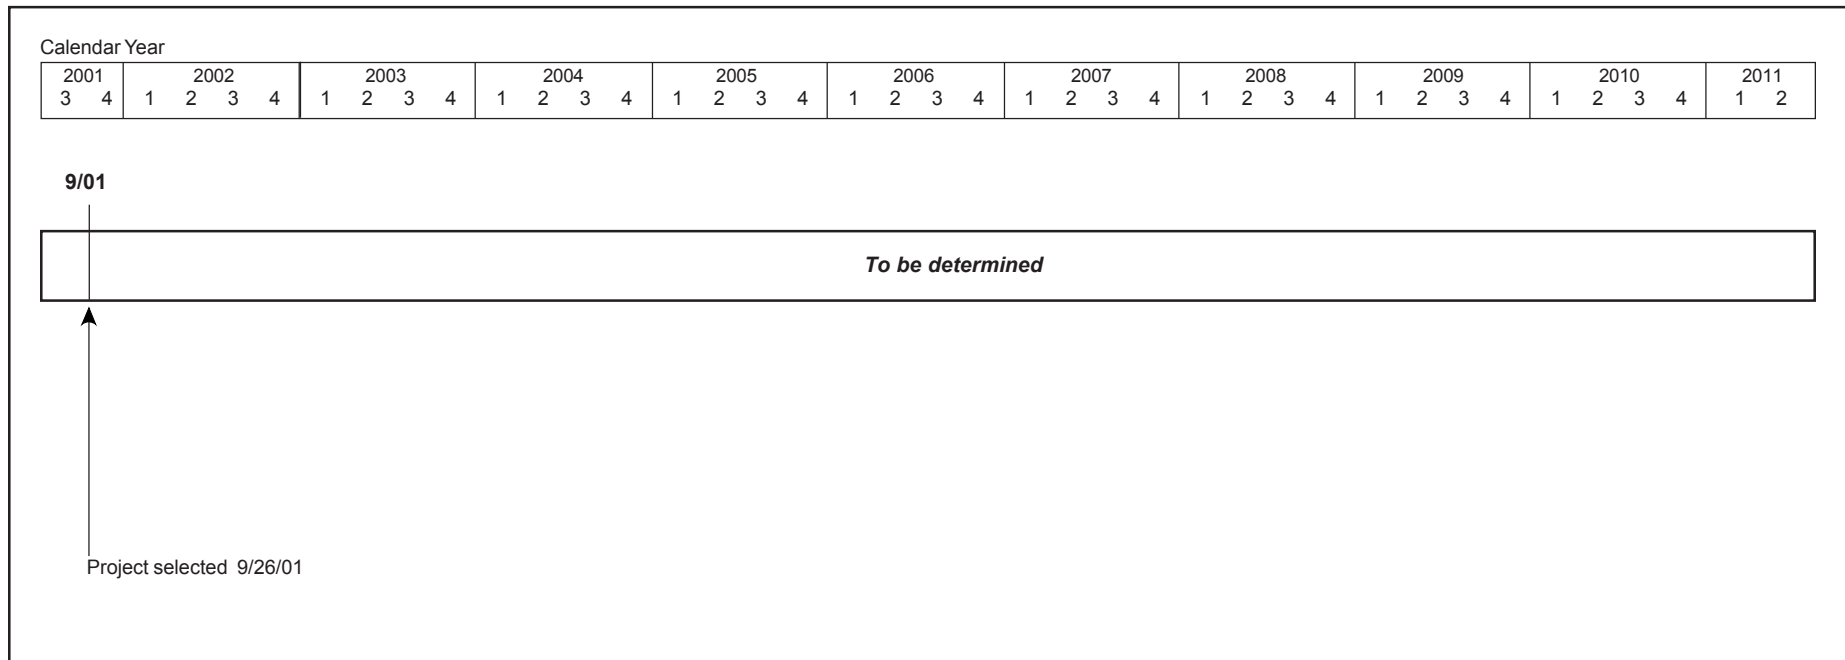 Calendar Year
2001 2002 2003 2004 2005 2006 2007 2008 2009 2010 2011
3 4 1 2 3 4 1 2 3 4 1 2 3 4 1 2 3 4 1 2 3 4 1 2 3 4 1 2 3 4 1 2 3 4 1 2 3 4 1 2
9/01
To be determined
Project selected 9/26/01